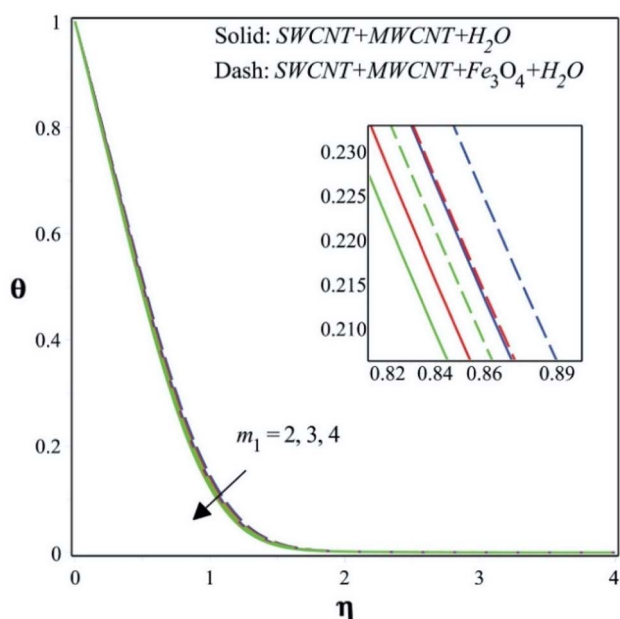 Solid: SWCNT+MWCNT+H₂O
Dash: SWCNT+MWCNT+Fe₃O₄+H₂O
1
0.8
0.6
0.4
0.2
0
θ
0.230
0.225
0.220
0.215
0.210
0.82 0.84 0.86 0.89
m₁ = 2, 3, 4
0 1 2 3 4
η